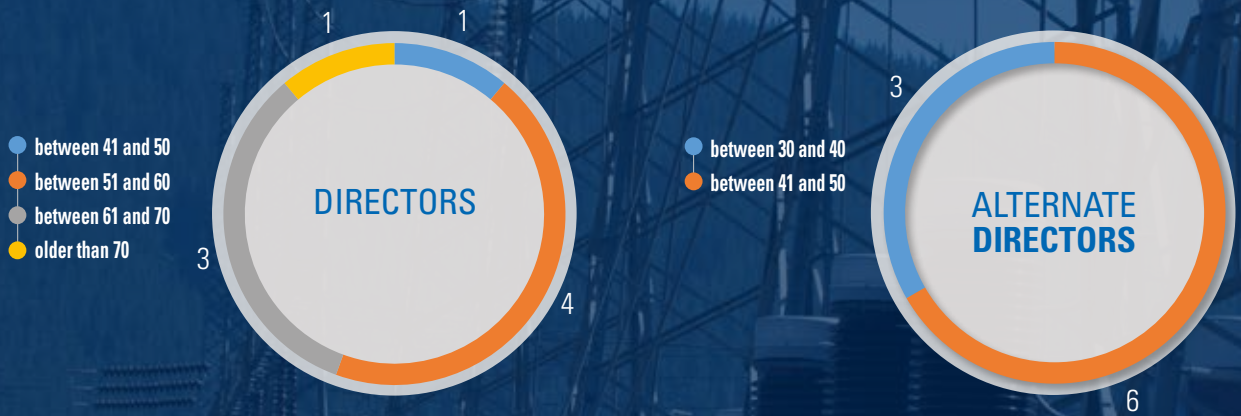 1
1
between 41 and 50
between 51 and 60
between 61 and 70
older than 70
DIRECTORS
3
4
between 30 and 40
between 41 and 50
3
ALTERNATE
DIRECTORS
6